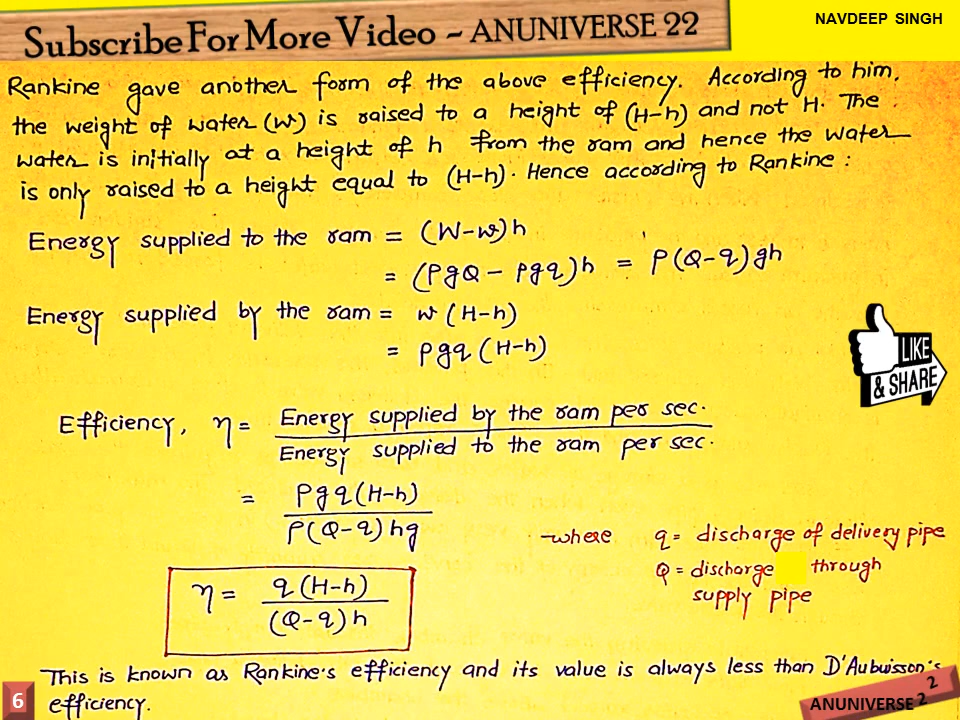 Subscribe For More Video ~ ANUNIVERSE 22
NAVDEEP SINGH
Rankine gave another form of the above efficiency. According to him,
the weight of water (w) is raised to a height of (H-h) and not H. The
water is initially at a height of h from the ram and hence the water
is only raised to a height equal to (H-h). Hence according to Rankine :
Energy supplied to the ram = (W-w)h
= (ρgQ - ρgq)h = ρ(Q-q)gh
Energy supplied by the ram = w (H-h)
= ρgq (H-h)
LIKE
& SHARE
Efficiency, η = Energy supplied by the ram per sec.
Energy supplied to the ram per sec.
= ρgq(H-h)
ρ(Q-q)hg
where q = discharge of delivery pipe
Q = discharge through
supply pipe
η = q(H-h)
(Q-q)h
This is known as Rankine's efficiency and its value is always less than D'Aubuisson's
efficiency.
6
ANUNIVERSE 22